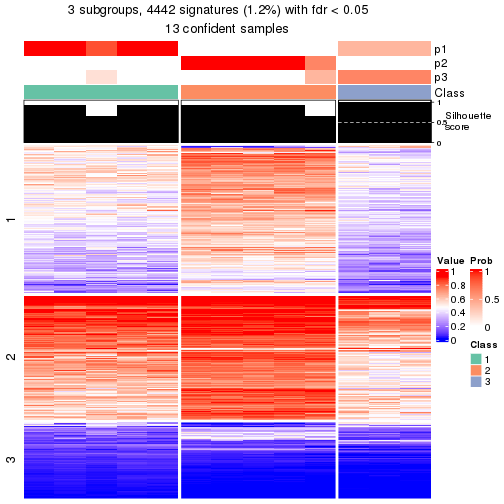 3 subgroups, 4442 signatures (1.2%) with fdr < 0.05
13 confident samples
p1
p2
p3
Class
1
0.5
0
Silhouette
score
1
2
3
Value
1
0.8
0.6
0.4
0.2
0
Prob
1
0.5
0
Class
1
2
3